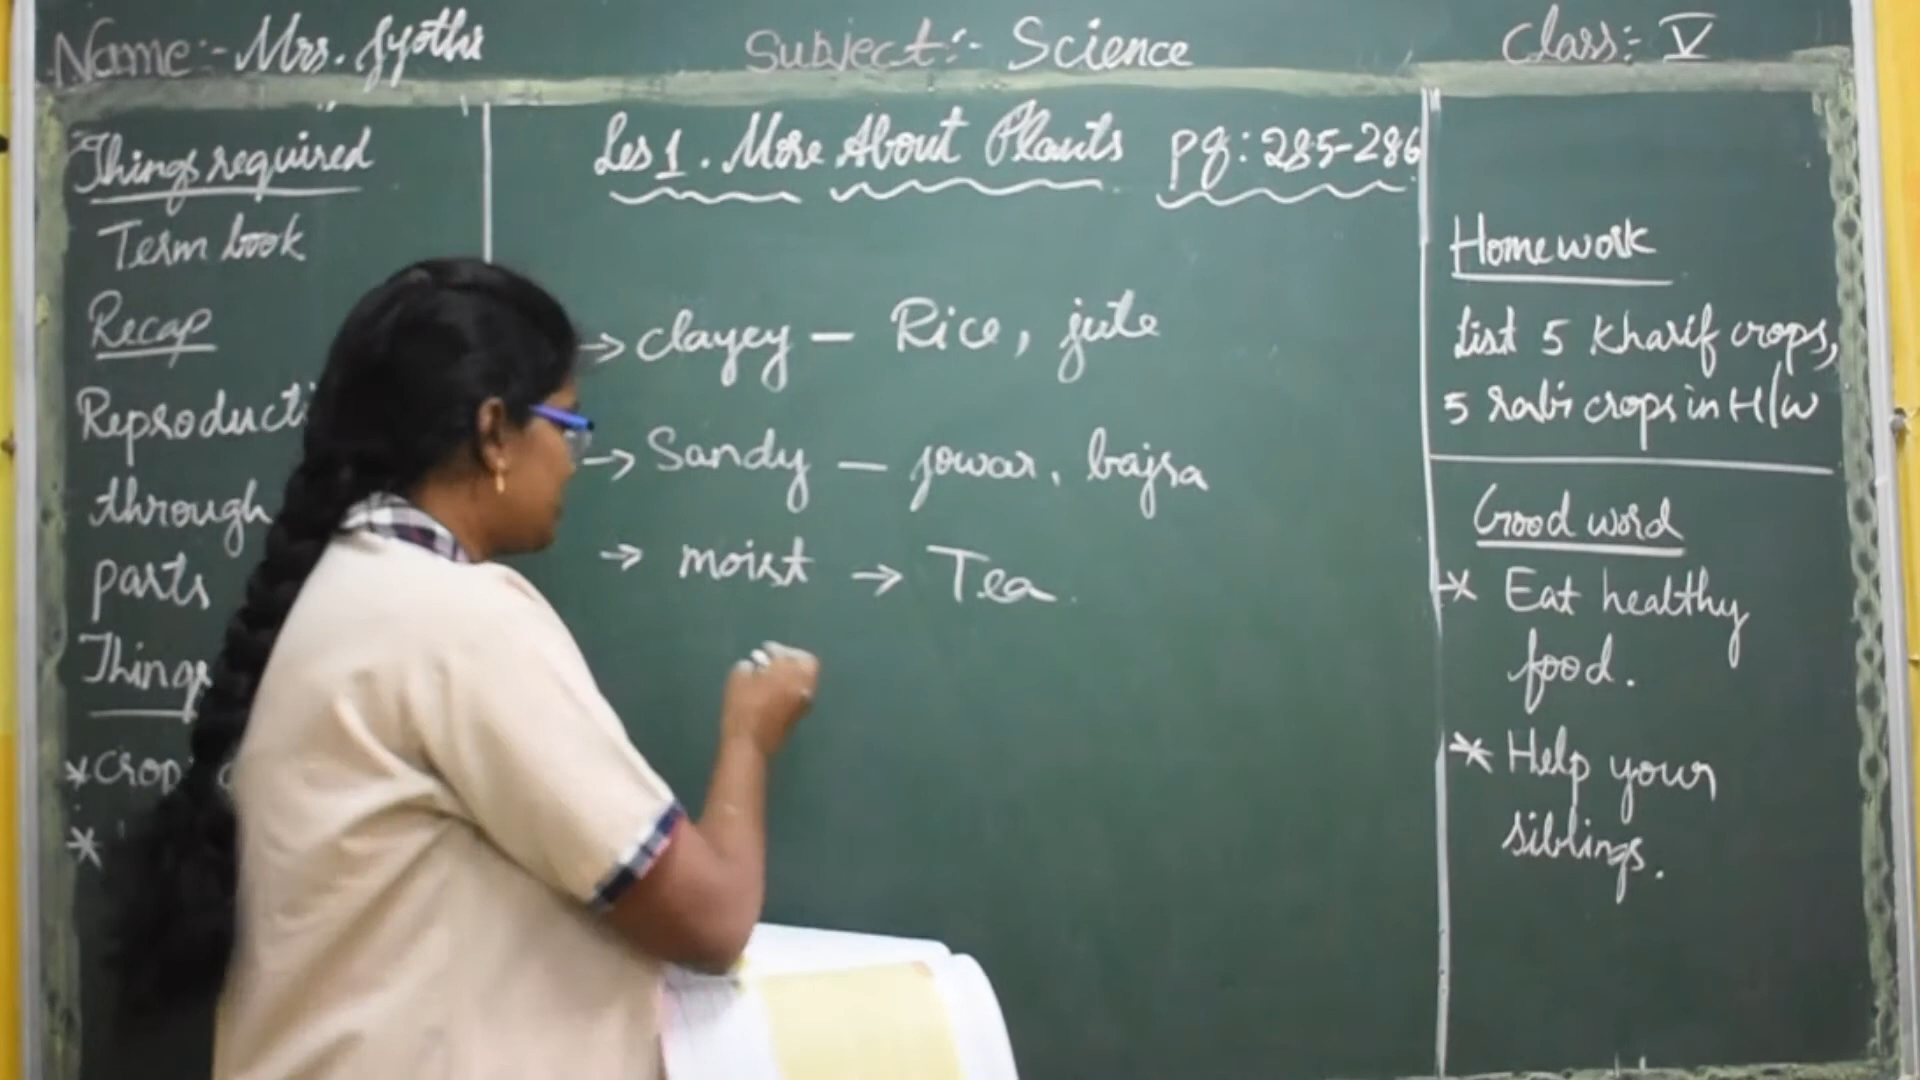 Name:- Mrs. Jyothi
Subject:- Science
Class:- V
Things required
Term book
Recap
Reproducti
through
parts
Things
*Crop
*
Les 1. More About Plants pg: 285-286
→ clayey - Rice, jute
→ Sandy - jowar, bajra
→ moist → Tea
Homework
List 5 Kharif crops,
5 rabi crops in H/w
Good word
* Eat healthy
food.
* Help your
siblings.